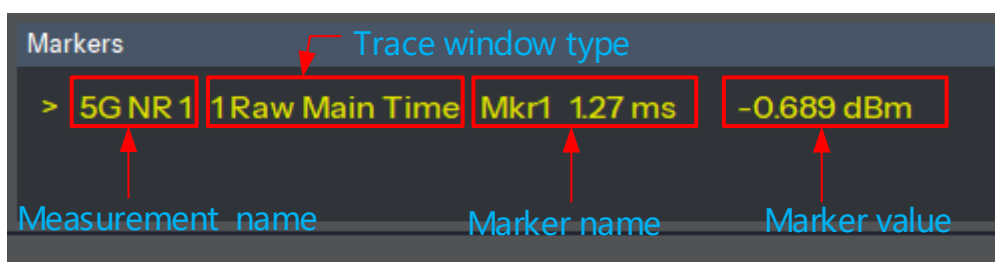 Markers
Trace window type
> 5G NR 1 1 Raw Main Time Mkr1 1.27 ms -0.689 dBm
Measurement name Marker name Marker value